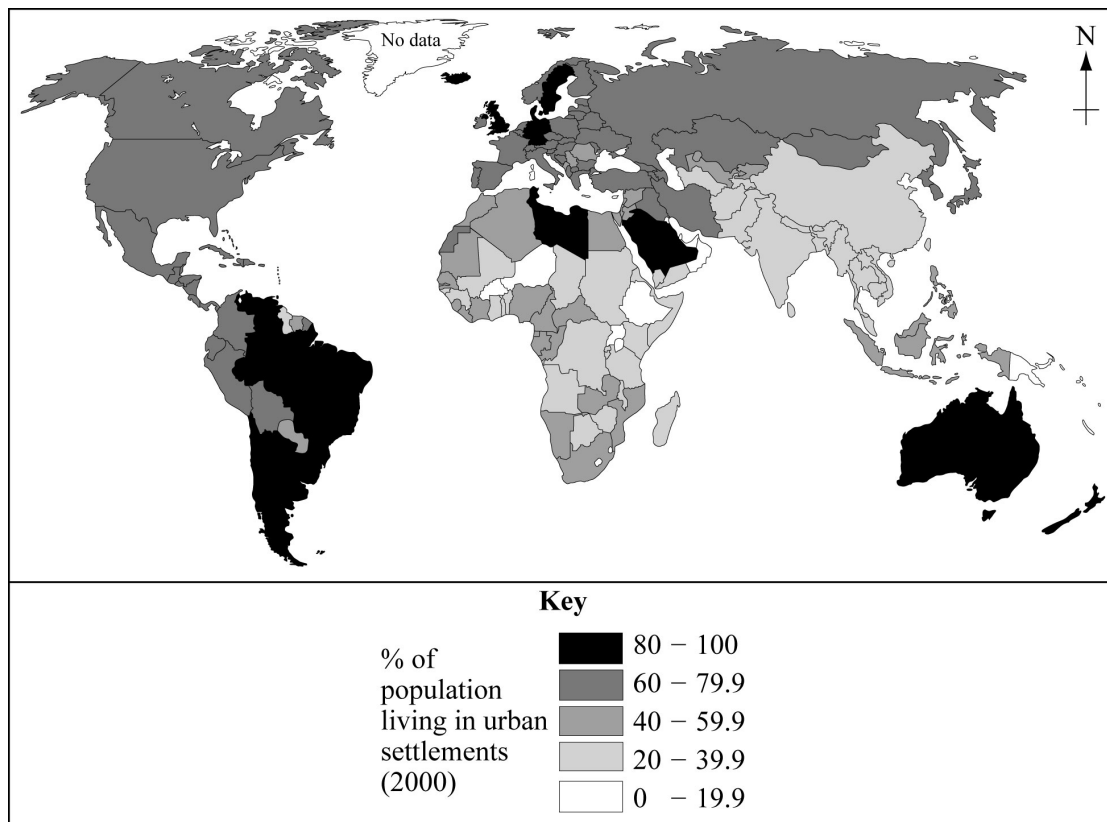 No data
N
Key
% of
population
living in urban
settlements
(2000)
80 – 100
60 – 79.9
40 – 59.9
20 – 39.9
0 – 19.9